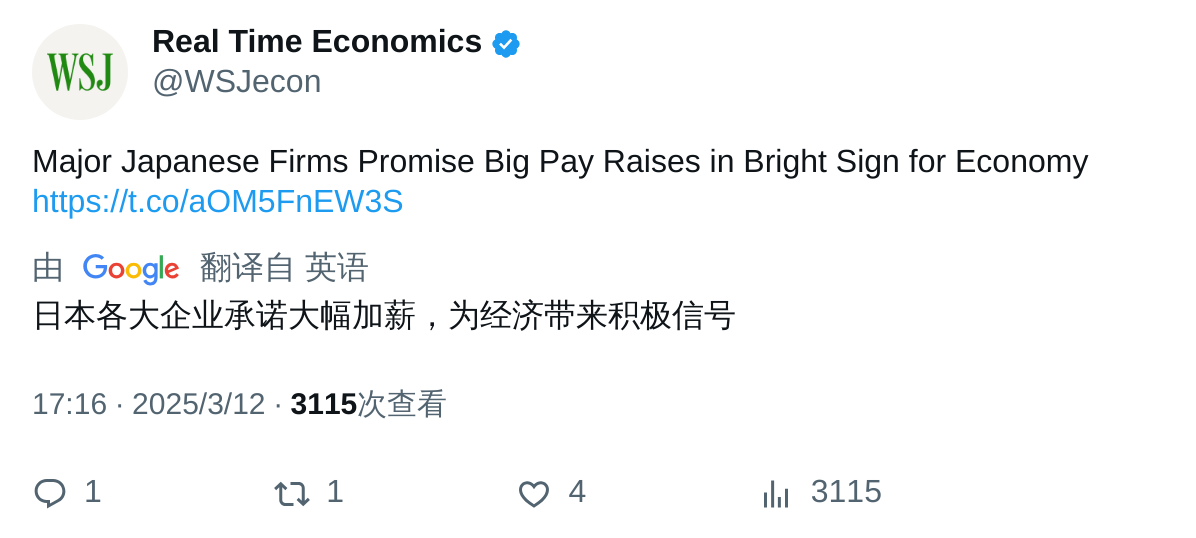 WSJ
Real Time Economics
@WSJecon
Major Japanese Firms Promise Big Pay Raises in Bright Sign for Economy
https://t.co/aOM5FnEW3S
由 Google 翻译自 英语
日本各大企业承诺大幅加薪，为经济带来积极信号
17:16 · 2025/3/12 · 3115次查看
1 1 4 3115